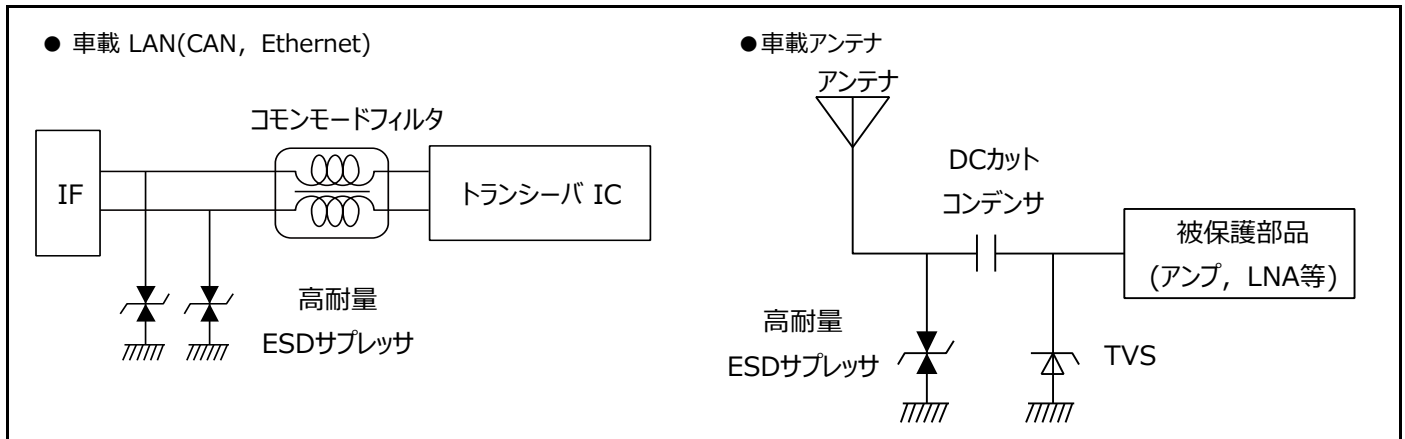 ● 車載 LAN(CAN, Ethernet)
コモンモードフィルタ
IF
トランシーバ IC
高耐量
ESDサプレッサ
●車載アンテナ
アンテナ
DCカット
コンデンサ
被保護部品
(アンプ, LNA等)
高耐量
ESDサプレッサ
TVS